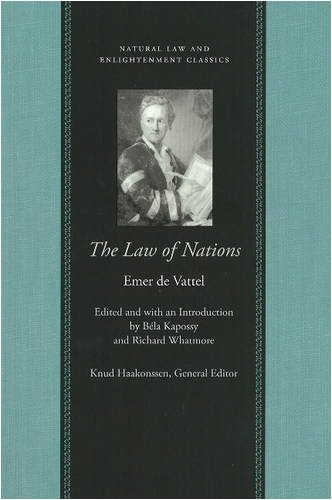 NATURAL LAW AND
ENLIGHTENMENT CLASSICS
The Law of Nations
Emer de Vattel
Edited and with an Introduction
by Béla Kapossy
and Richard Whatmore
Knud Haakonssen, General Editor